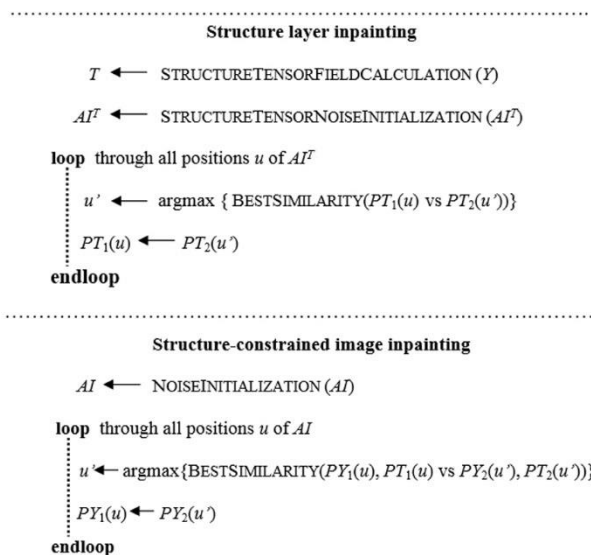 Structure layer inpainting
T ← STRUCTURETENSORFIELDCALCULATION (Y)
AI^T ← STRUCTURETENSORNOISEINITIALIZATION (AI^T)
loop through all positions u of AI^T
u' ← argmax { BESTSIMILARITY(PT₁(u) vs PT₂(u'))}
PT₁(u) ← PT₂(u')
endloop
Structure-constrained image inpainting
AI ← NOISEINITIALIZATION (AI)
loop through all positions u of AI
u' ← argmax{BESTSIMILARITY(PY₁(u), PT₁(u) vs PY₂(u'), PT₂(u'))}
PY₁(u) ← PY₂(u')
endloop